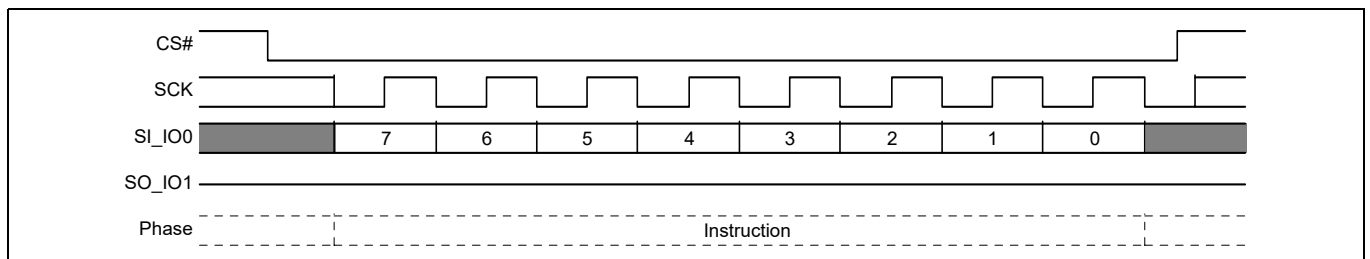 CS#
SCK
SI_IO0 7 6 5 4 3 2 1 0
SO_IO1
Phase Instruction